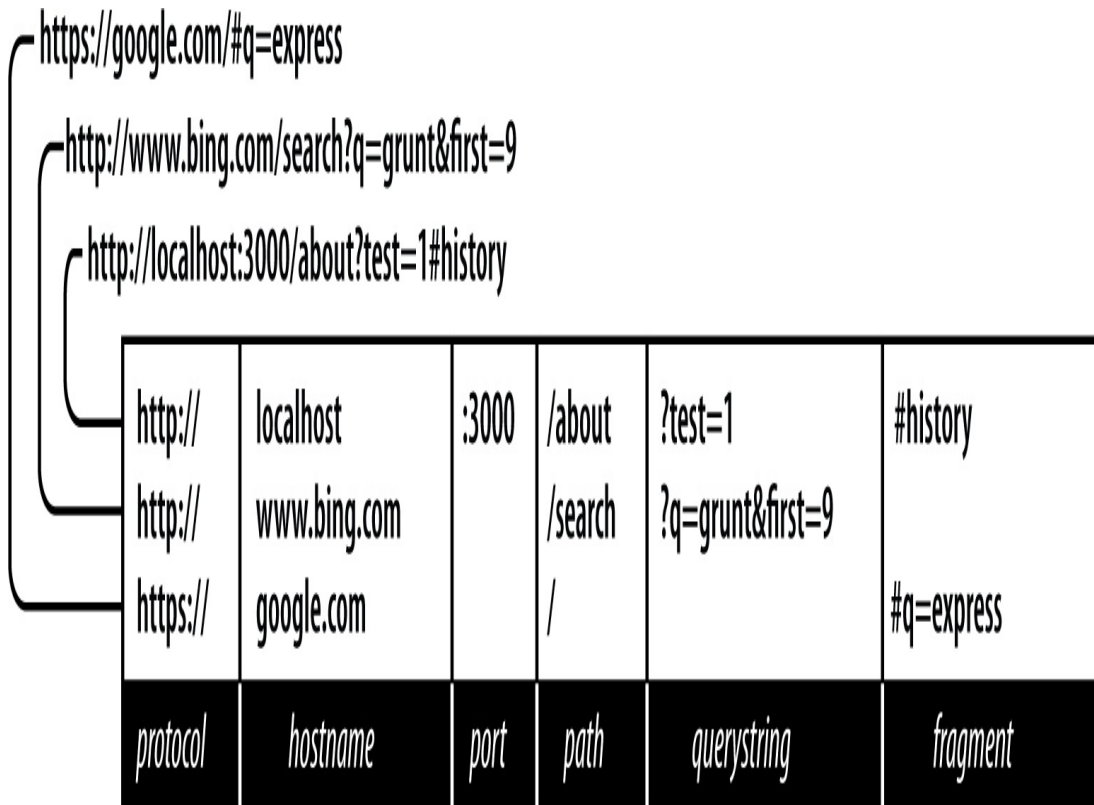 https://google.com/#q=express
http://www.bing.com/search?q=grunt&first=9
http://localhost:3000/about?test=1#history
http:// localhost :3000 /about ?test=1 #history
http:// www.bing.com /search ?q=grunt&first=9
https:// google.com / #q=express
protocol hostname port path querystring fragment